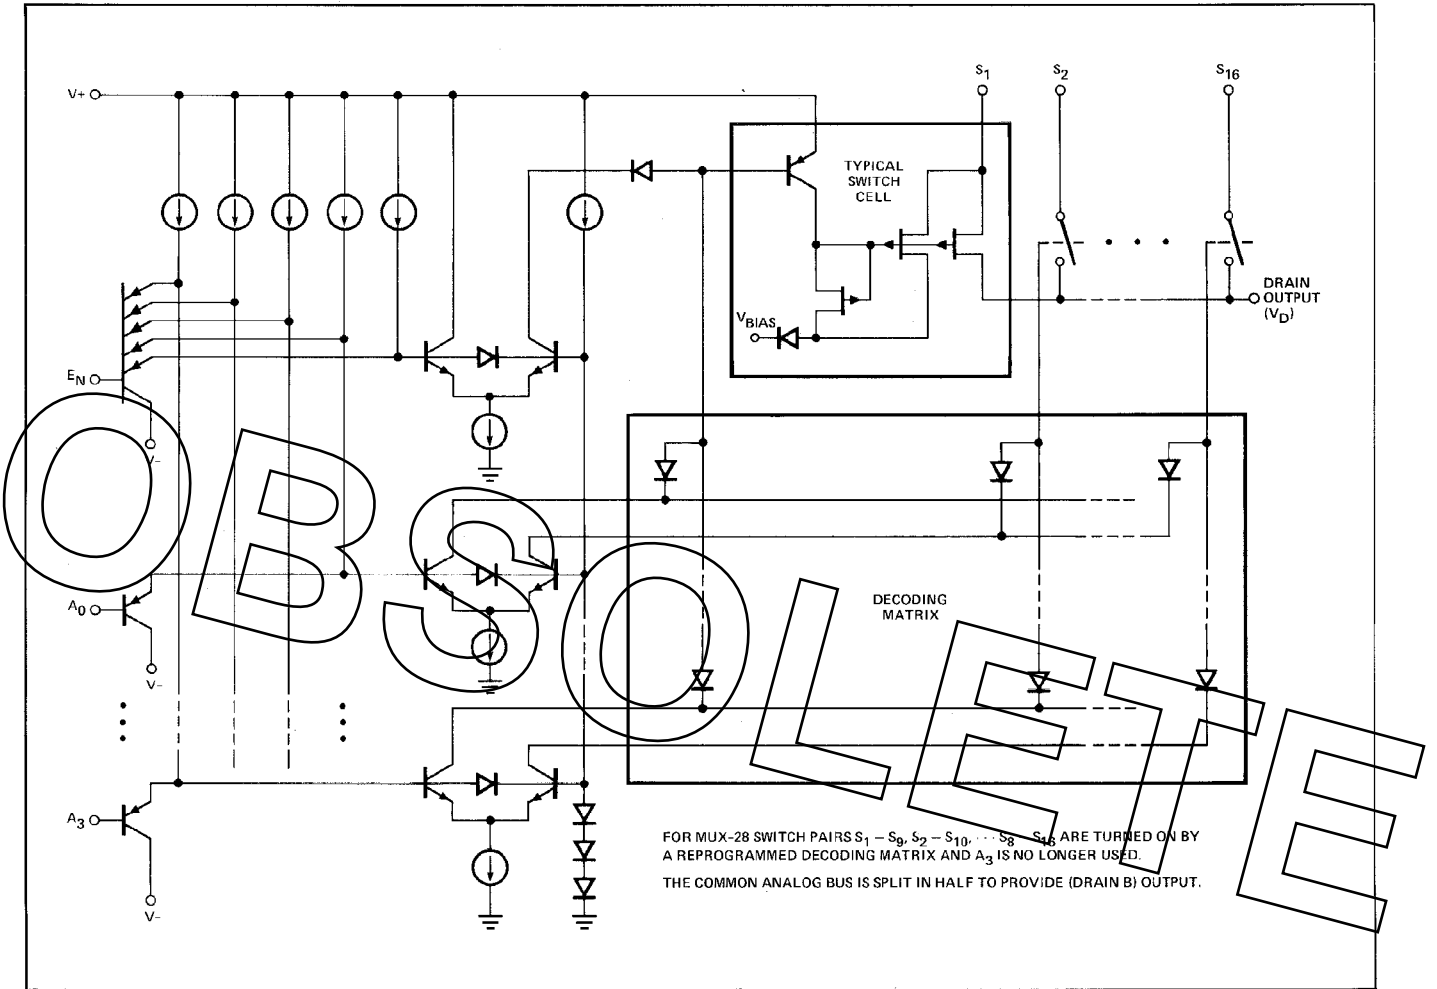 S1
S2
S16
V+
TYPICAL
SWITCH
CELL
DRAIN
OUTPUT
(VD)
VBIAS
EN
V–
A0
V–
DECODING
MATRIX
A3
V–
FOR MUX–28 SWITCH PAIRS S1 – S9, S2 – S10, ··· S8 – S16 ARE TURNED ON BY
A REPROGRAMMED DECODING MATRIX AND A3 IS NO LONGER USED.
THE COMMON ANALOG BUS IS SPLIT IN HALF TO PROVIDE (DRAIN B) OUTPUT.
OBSOLETE